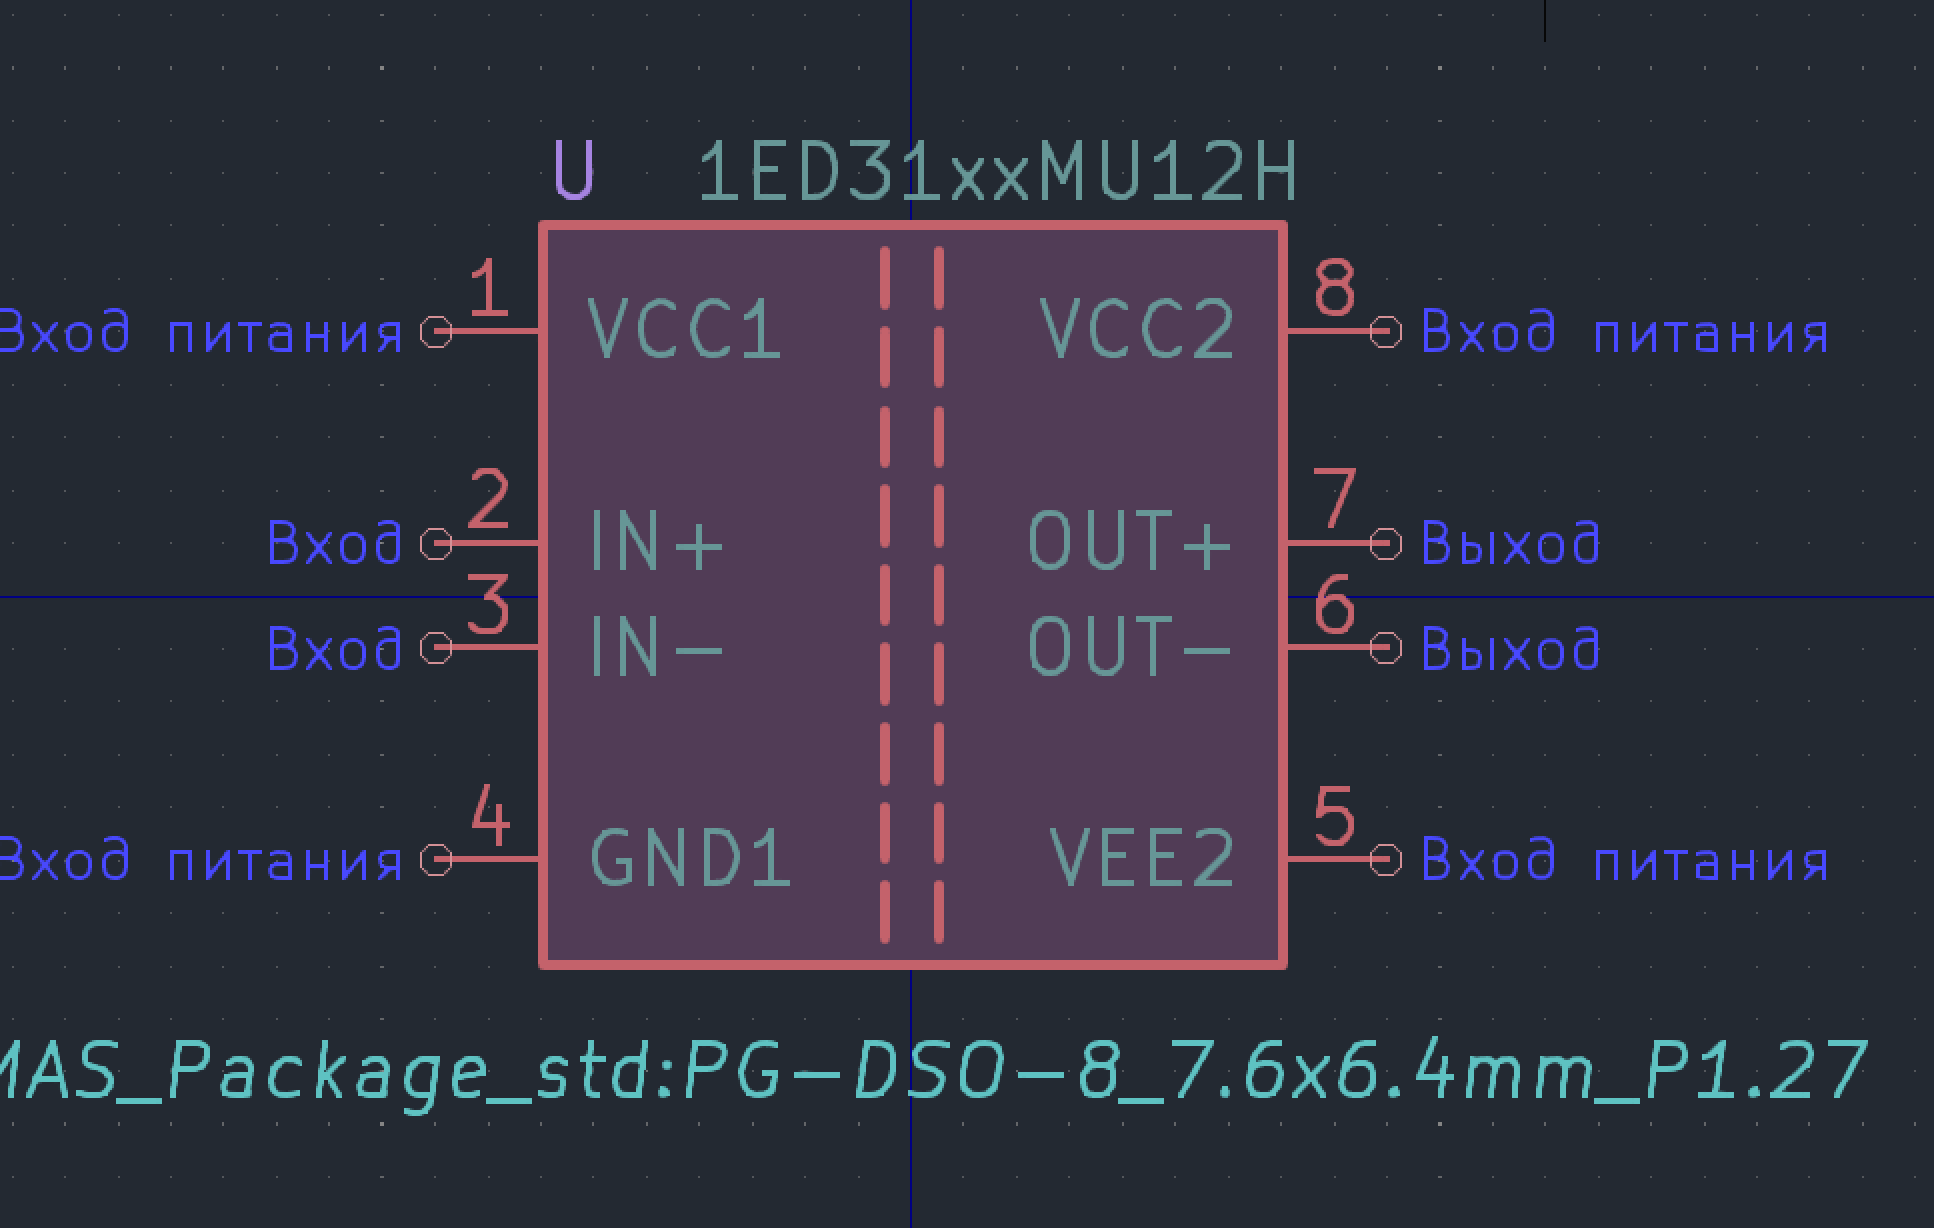 U 1ED31xxMU12H
Вход питания 1 VCC1 VCC2 8 Вход питания
Вход 2 IN+ OUT+ 7 Выход
Вход 3 IN- OUT- 6 Выход
Вход питания 4 GND1 VEE2 5 Вход питания
MAS_Package_std:PG-DSO-8_7.6x6.4mm_P1.27